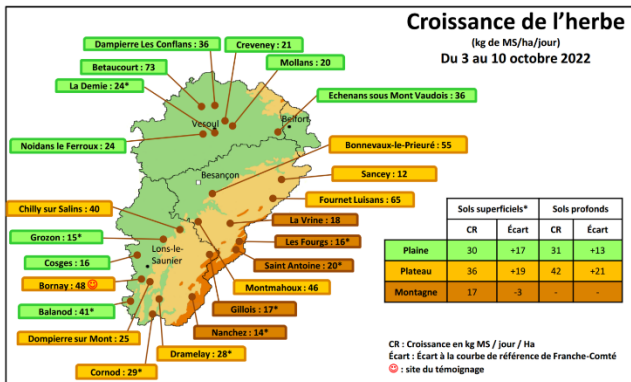 Croissance de l'herbe
(kg de MS/ha/jour)
Du 3 au 10 octobre 2022
Dampierre Les Conflans : 36
Creveney : 21
Betaucourt : 73
Mollans : 20
La Demie : 24*
Echenans sous Mont Vaudois : 36
Vesoul
Belfort
Noidans le Ferroux : 24
Bonnevaux-le-Prieuré : 55
Besançon
Sancey : 12
Fournet Luisans : 65
Chilly sur Salins : 40
La Vrine : 18
Grozon : 15*
Lons-le-
Saunier
Les Fourgs : 16*
Cosges : 16
Saint Antoine : 20*
Bornay : 48
Montmahoux : 46
Balanod : 41*
Gillois : 17*
Dompierre sur Mont : 25
Nanchez : 14*
Dramelay : 28*
Cornod : 29*
Sols superficiels* Sols profonds
CR Écart CR Écart
Plaine 30 +17 31 +13
Plateau 36 +19 42 +21
Montagne 17 -3 - -
CR : Croissance en kg MS / jour / Ha
Écart : Écart à la courbe de référence de Franche-Comté
: site du témoignage